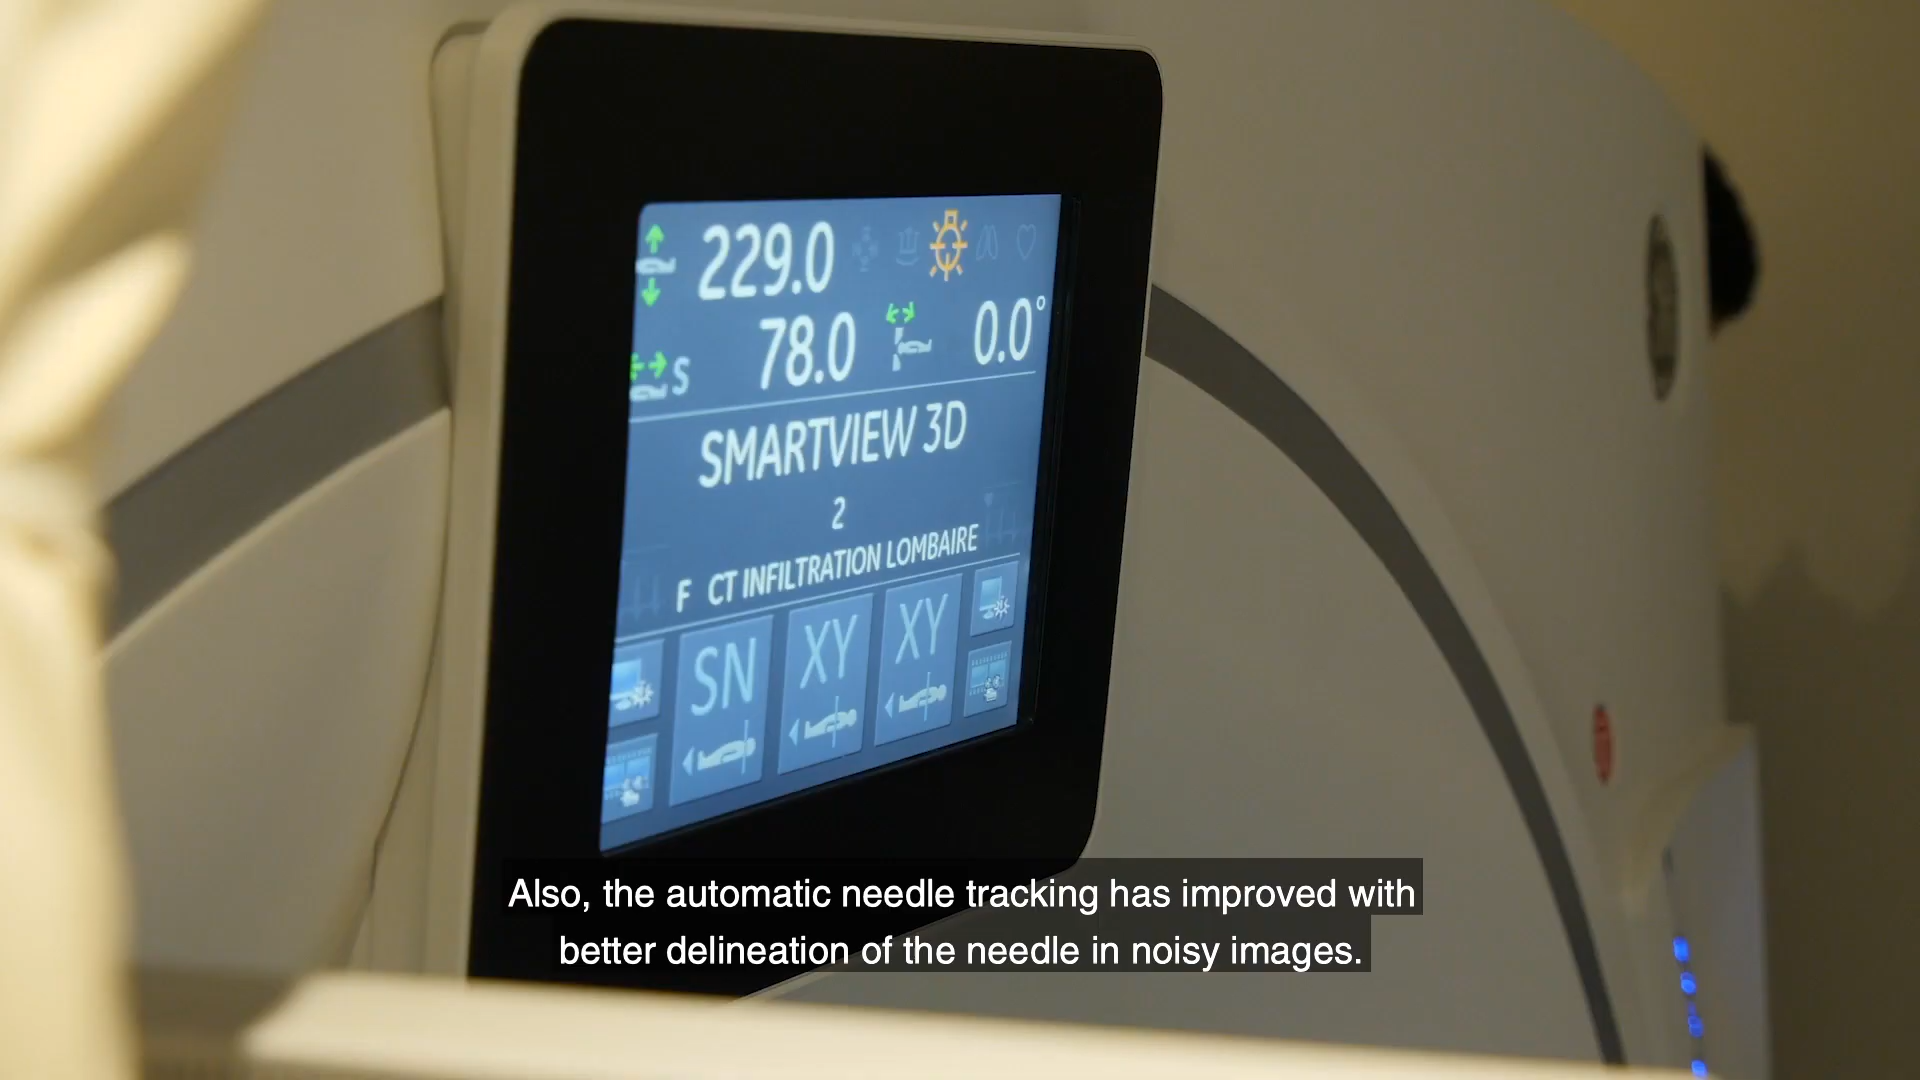 229.0
S 78.0 0.0°
SMARTVIEW 3D
2
F CT INFILTRATION LOMBAIRE
SN XY XY
Also, the automatic needle tracking has improved with
better delineation of the needle in noisy images.